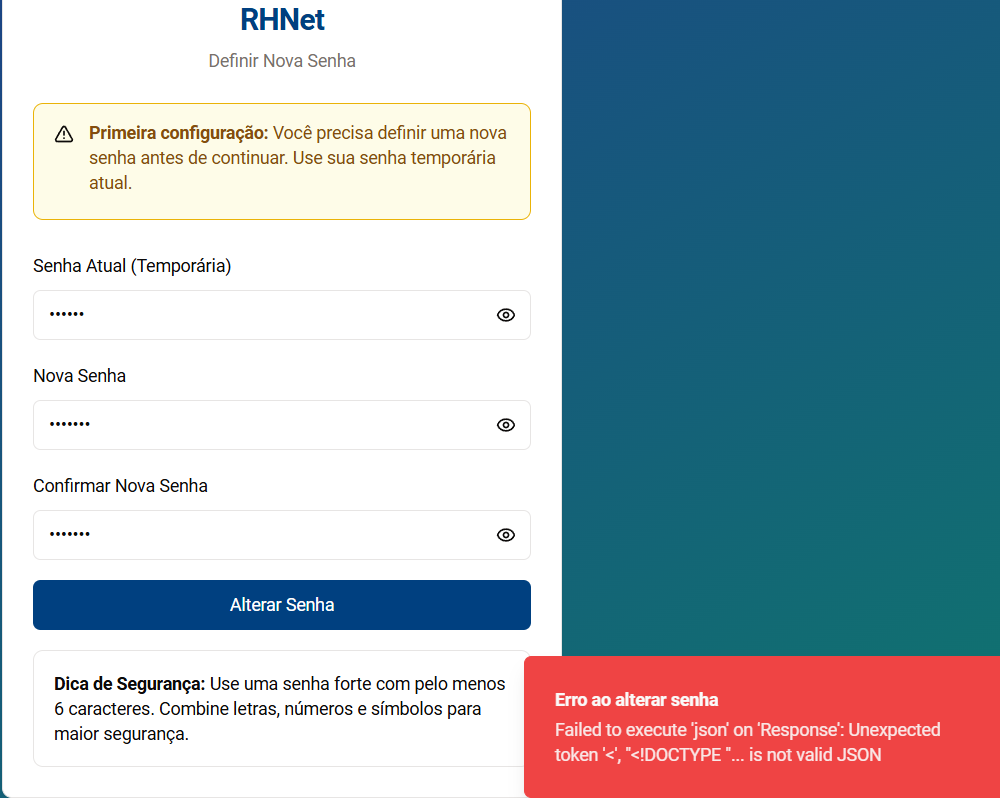 RHNet
Definir Nova Senha
Primeira configuração: Você precisa definir uma nova
senha antes de continuar. Use sua senha temporária
atual.
Senha Atual (Temporária)
••••••
Nova Senha
•••••••
Confirmar Nova Senha
•••••••
Alterar Senha
Dica de Segurança: Use uma senha forte com pelo menos
6 caracteres. Combine letras, números e símbolos para
maior segurança.
Erro ao alterar senha
Failed to execute 'json' on 'Response': Unexpected
token '<', "<!DOCTYPE "... is not valid JSON